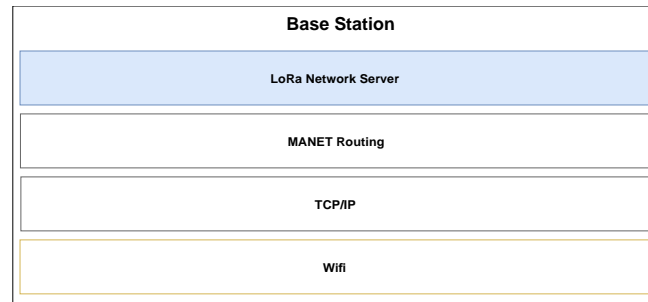 Base Station
LoRa Network Server
MANET Routing
TCP/IP
Wifi